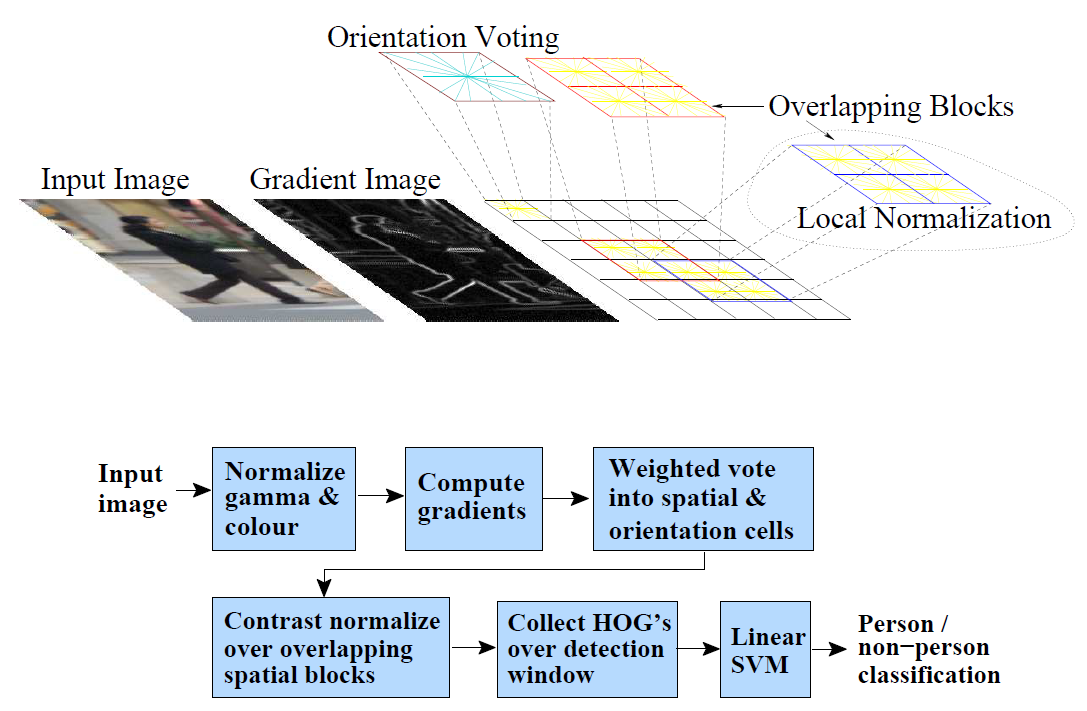 Orientation Voting
Overlapping Blocks
Input Image
Gradient Image
Local Normalization
Input
image
Normalize
gamma &
colour
Compute
gradients
Weighted vote
into spatial &
orientation cells
Contrast normalize
over overlapping
spatial blocks
Collect HOG's
over detection
window
Linear
SVM
Person /
non−person
classification